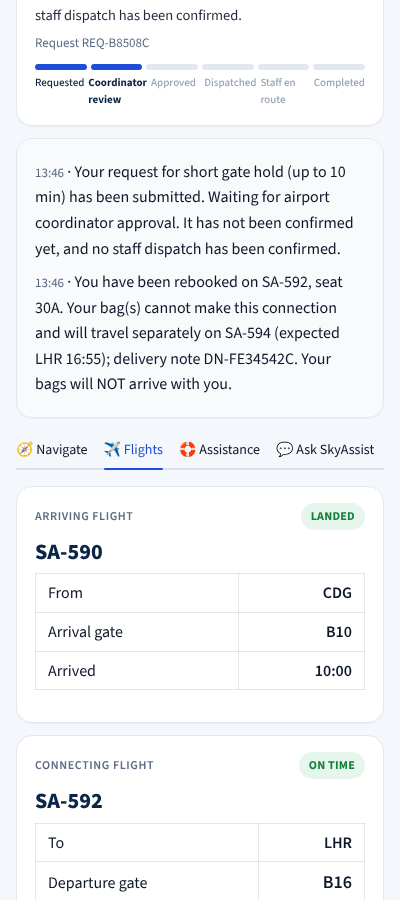 staff dispatch has been confirmed.
Request REQ-B8508C
Requested Coordinator review Approved Dispatched Staff en route Completed
13:46 · Your request for short gate hold (up to 10
min) has been submitted. Waiting for airport
coordinator approval. It has not been confirmed
yet, and no staff dispatch has been confirmed.
13:46 · You have been rebooked on SA-592, seat
30A. Your bag(s) cannot make this connection
and will travel separately on SA-594 (expected
LHR 16:55); delivery note DN-FE34542C. Your
bags will NOT arrive with you.
🧭 Navigate ✈️ Flights 🛟 Assistance 💬 Ask SkyAssist
ARRIVING FLIGHT LANDED
SA-590
From CDG
Arrival gate B10
Arrived 10:00
CONNECTING FLIGHT ON TIME
SA-592
To LHR
Departure gate B16